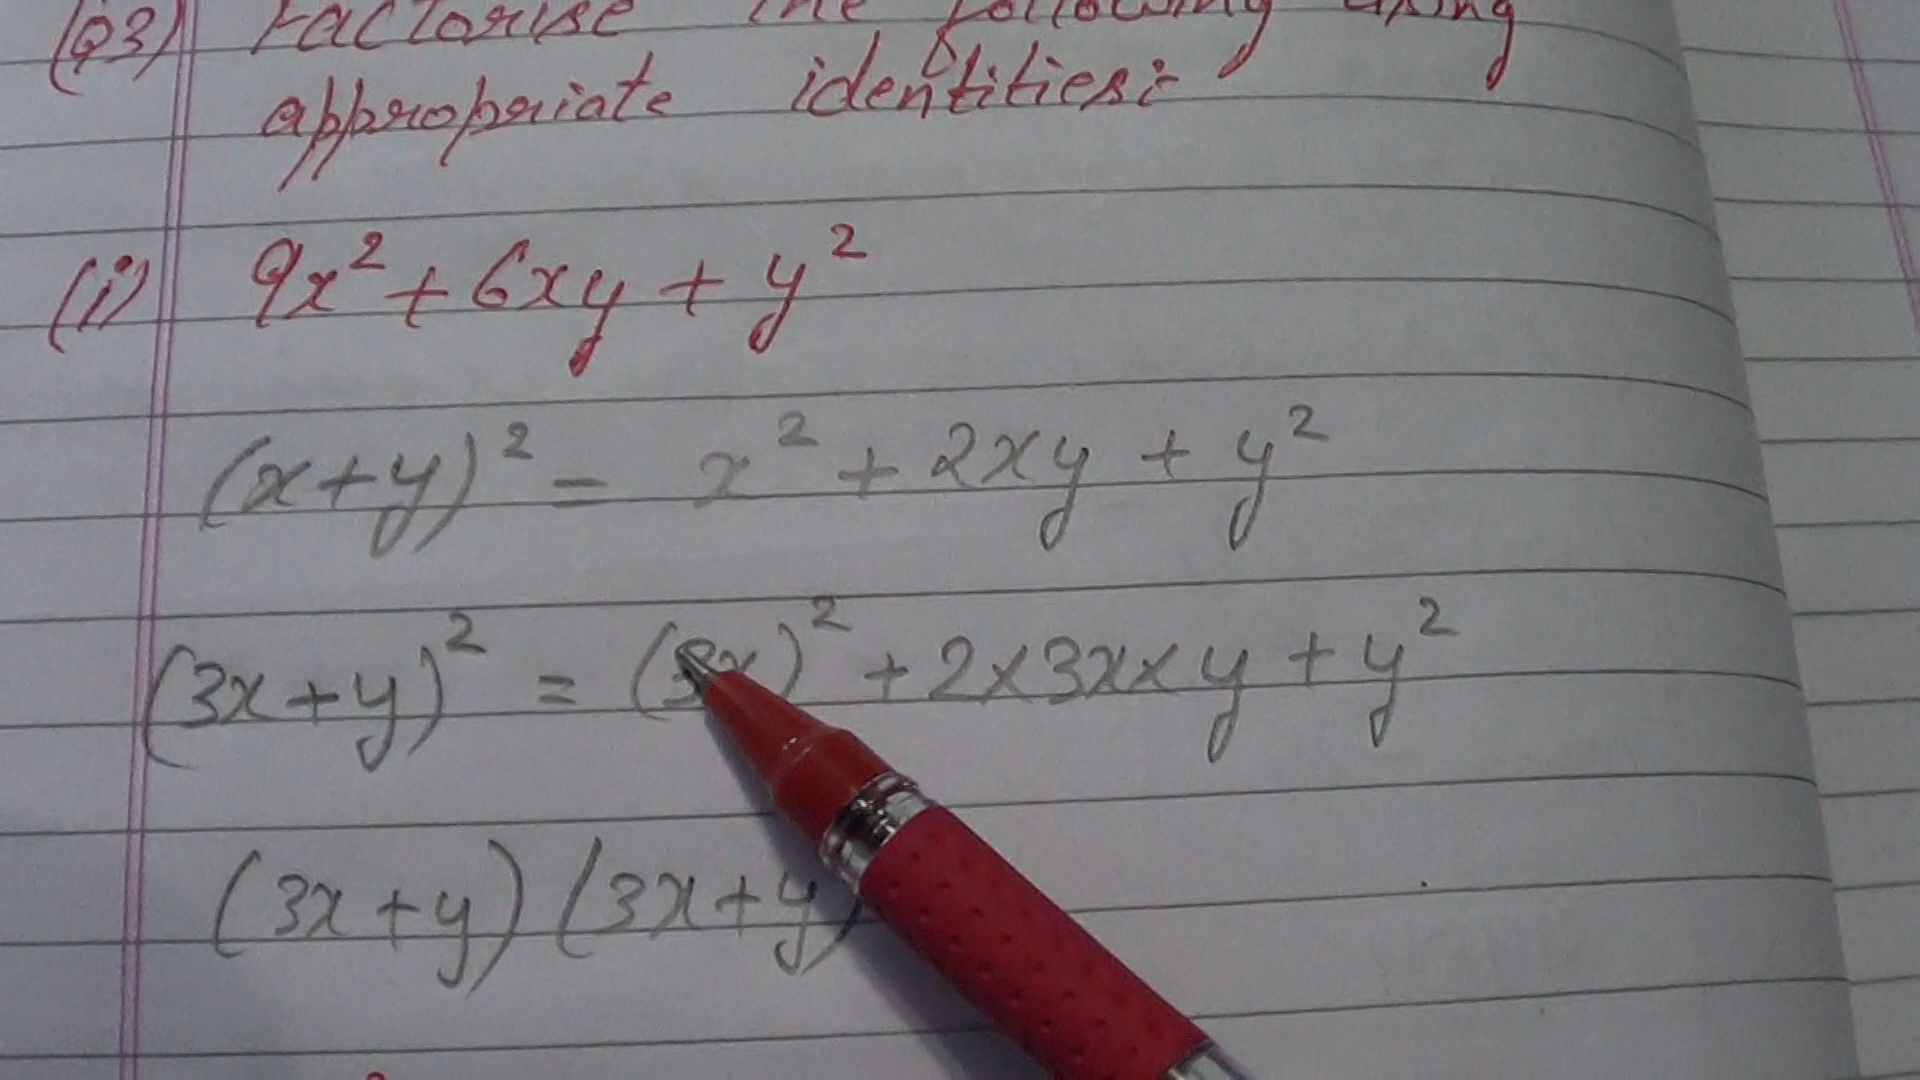 (Q3) Factorise the following using
appropriate identities:
(i) 9x² + 6xy + y²
(x+y)² = x² + 2xy + y²
(3x+y)² = (3x)² + 2×3x×y + y²
(3x+y) (3x+y)